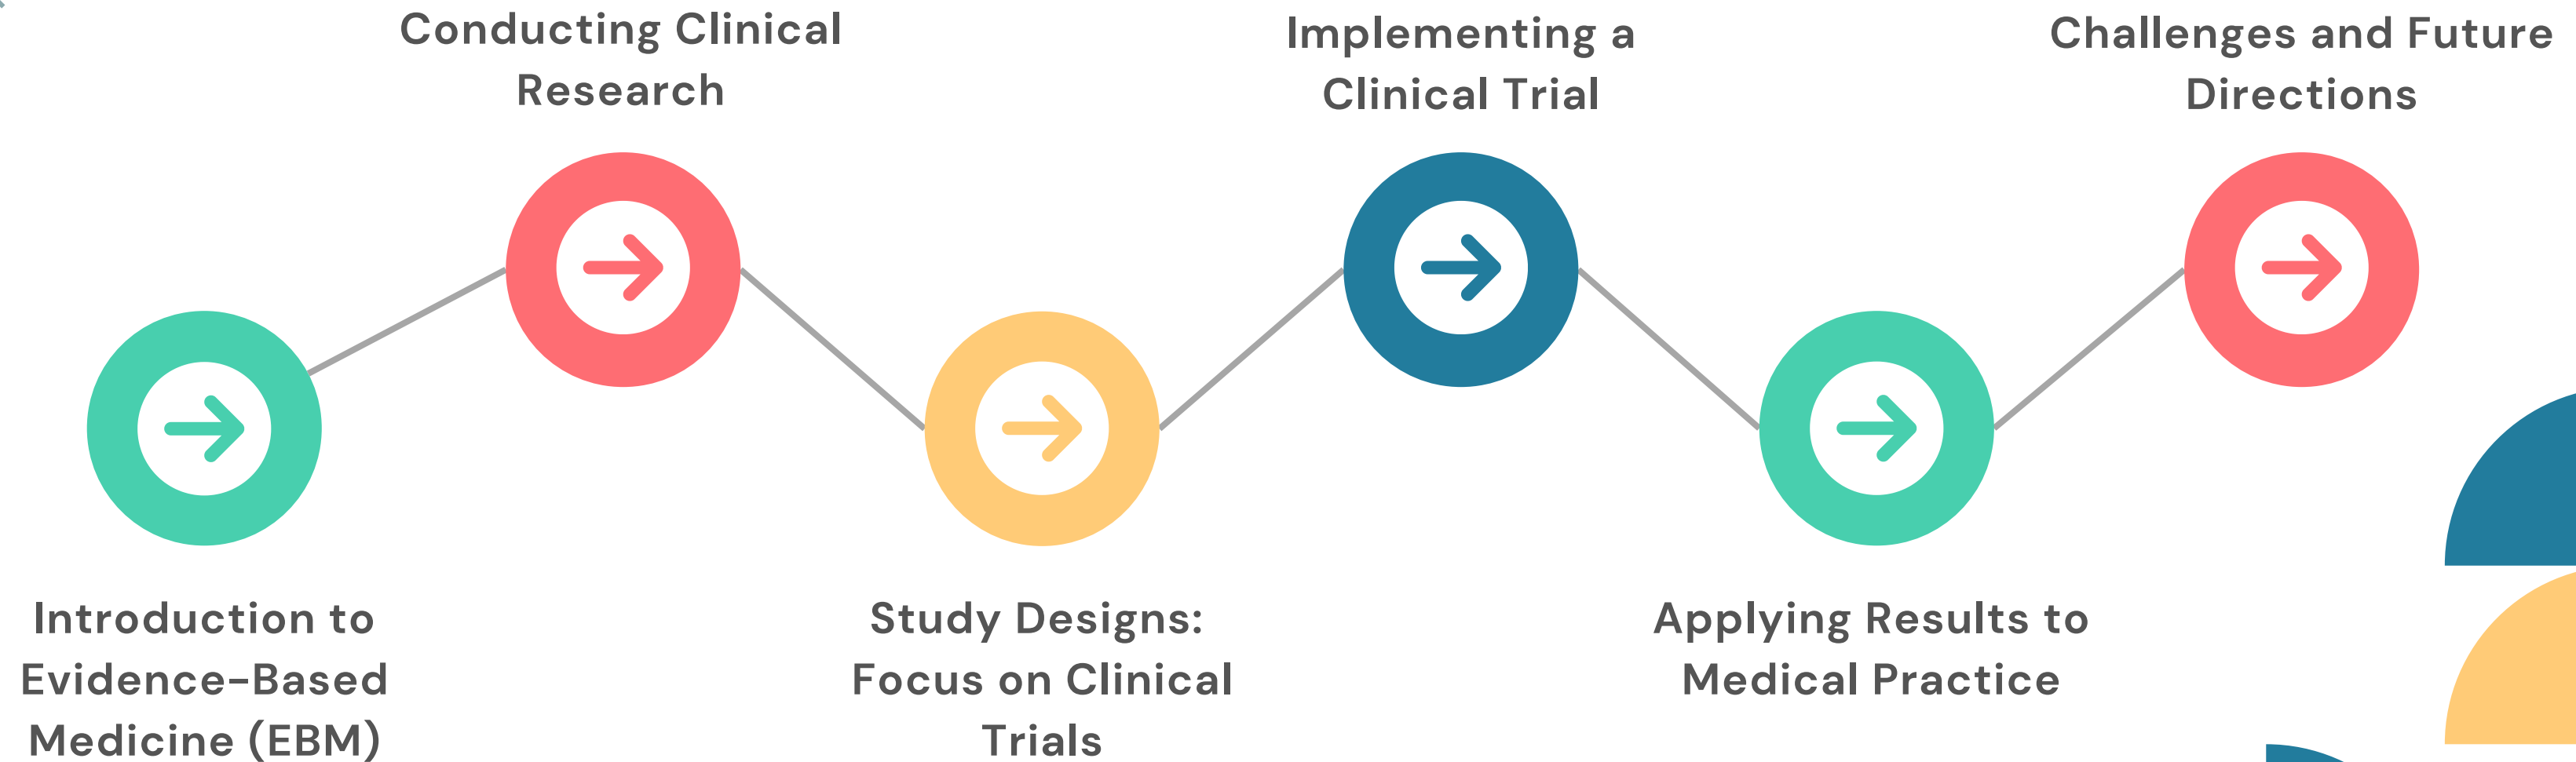 Conducting Clinical
Research
Implementing a
Clinical Trial
Challenges and Future
Directions
Introduction to
Evidence-Based
Medicine (EBM)
Study Designs:
Focus on Clinical
Trials
Applying Results to
Medical Practice